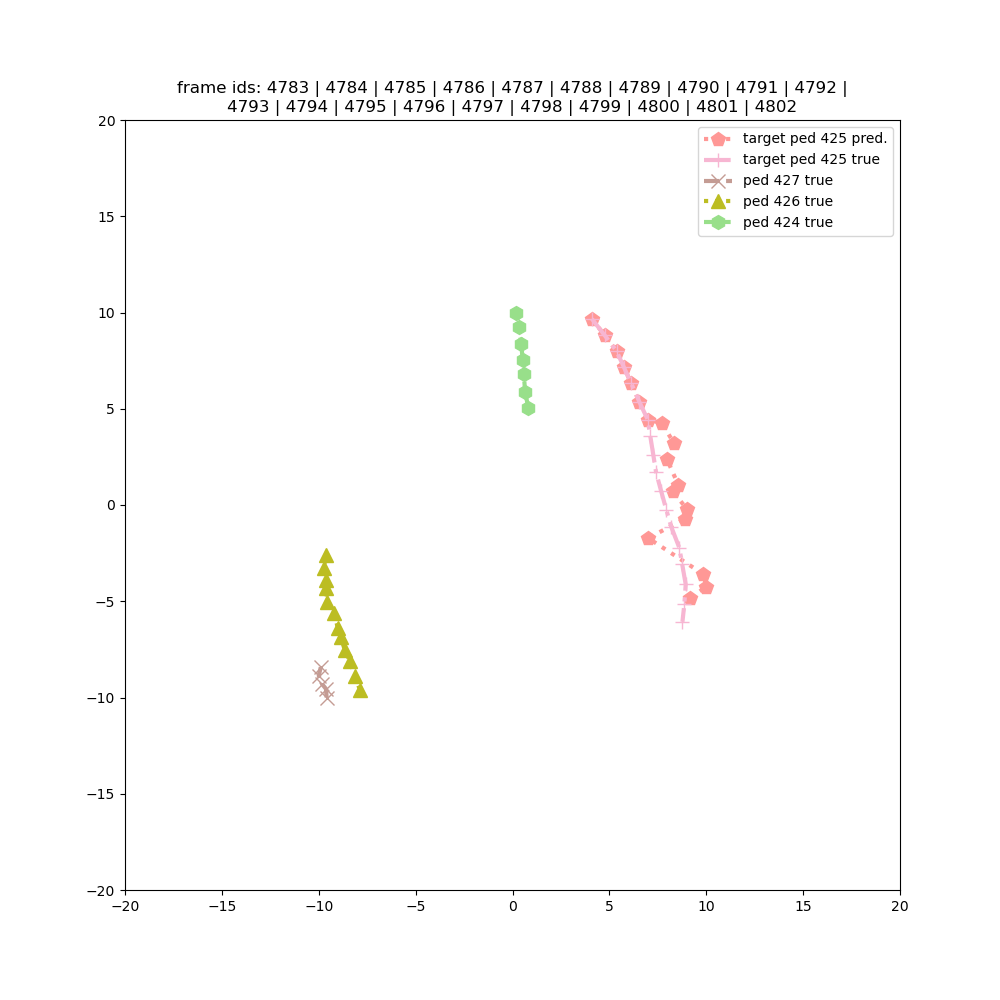 frame ids: 4783 | 4784 | 4785 | 4786 | 4787 | 4788 | 4789 | 4790 | 4791 | 4792 |
4793 | 4794 | 4795 | 4796 | 4797 | 4798 | 4799 | 4800 | 4801 | 4802
target ped 425 pred.
target ped 425 true
ped 427 true
ped 426 true
ped 424 true
20
15
10
5
0
−5
−10
−15
−20
−20 −15 −10 −5 0 5 10 15 20